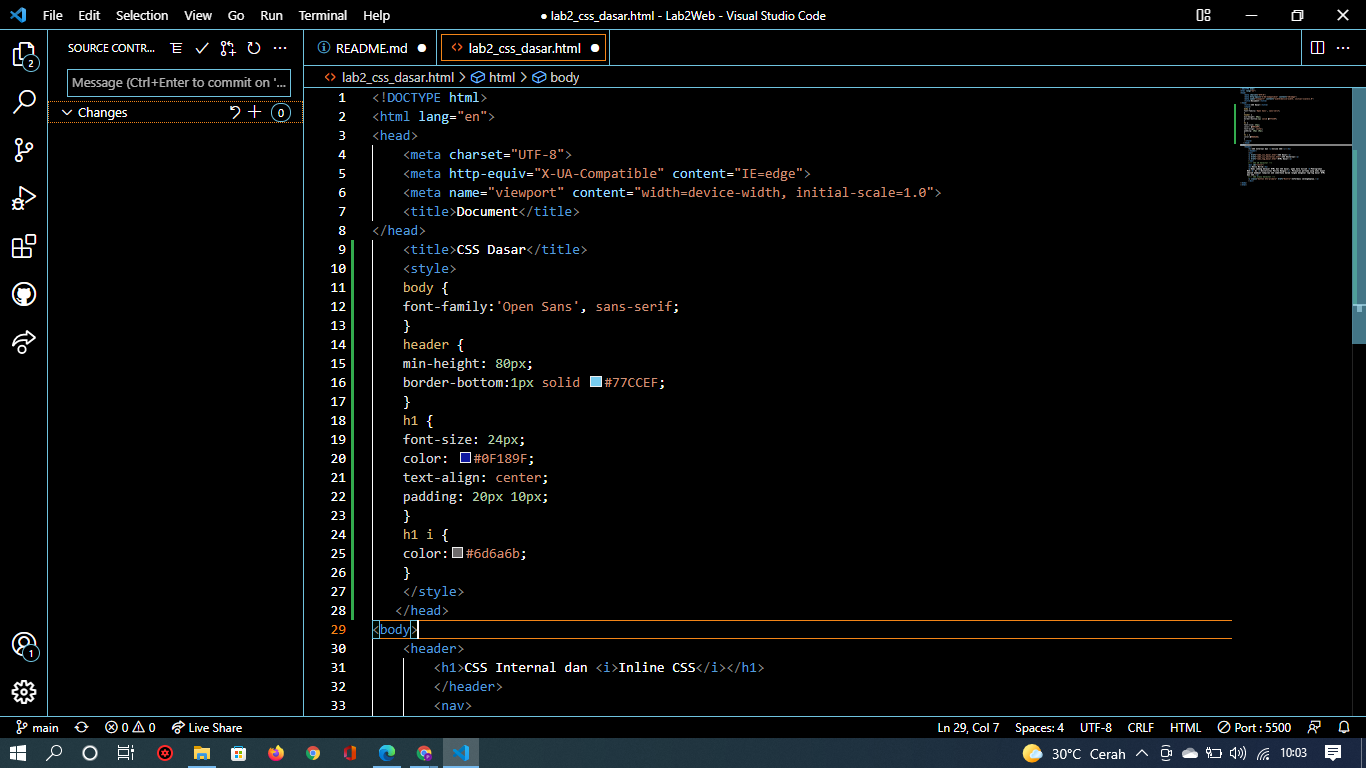 File Edit Selection View Go Run Terminal Help
● lab2_css_dasar.html - Lab2Web - Visual Studio Code
SOURCE CONTR...
Message (Ctrl+Enter to commit on '...
Changes 0
2
1
README.md
lab2_css_dasar.html
lab2_css_dasar.html > html > body
1 <!DOCTYPE html>
2 <html lang="en">
3 <head>
4 <meta charset="UTF-8">
5 <meta http-equiv="X-UA-Compatible" content="IE=edge">
6 <meta name="viewport" content="width=device-width, initial-scale=1.0">
7 <title>Document</title>
8 </head>
9 <title>CSS Dasar</title>
10 <style>
11 body {
12 font-family:'Open Sans', sans-serif;
13 }
14 header {
15 min-height: 80px;
16 border-bottom:1px solid #77CCEF;
17 }
18 h1 {
19 font-size: 24px;
20 color: #0F189F;
21 text-align: center;
22 padding: 20px 10px;
23 }
24 h1 i {
25 color:#6d6a6b;
26 }
27 </style>
28 </head>
29 <body>
30 <header>
31 <h1>CSS Internal dan <i>Inline CSS</i></h1>
32 </header>
33 <nav>
main 0 0 Live Share
Ln 29, Col 7 Spaces: 4 UTF-8 CRLF HTML Port : 5500
30°C Cerah 10:03